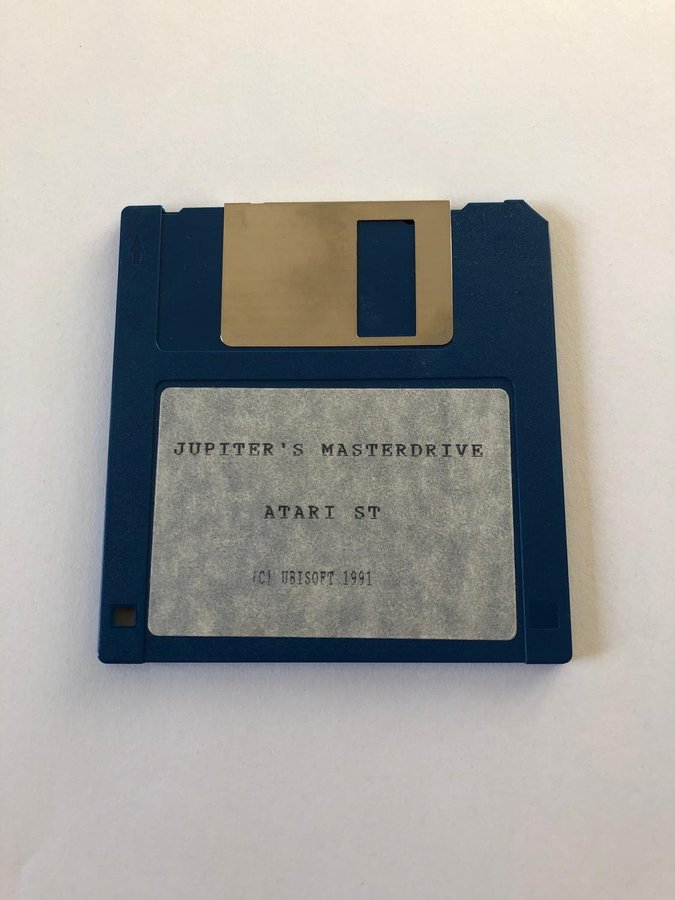 JUPITER'S MASTERDRIVE
ATARI ST
(C) UBISOFT 1991